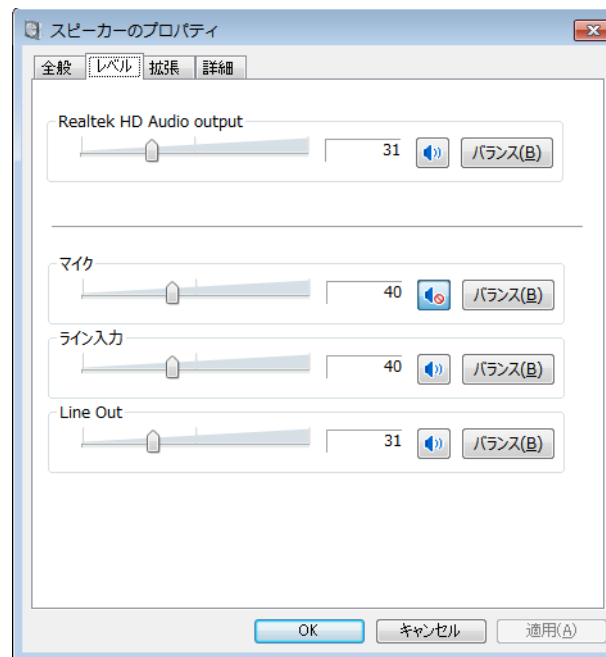 スピーカーのプロパティ
全般 レベル 拡張 詳細
Realtek HD Audio output
31 バランス(B)
マイク
40 バランス(B)
ライン入力
40 バランス(B)
Line Out
31 バランス(B)
OK キャンセル 適用(A)